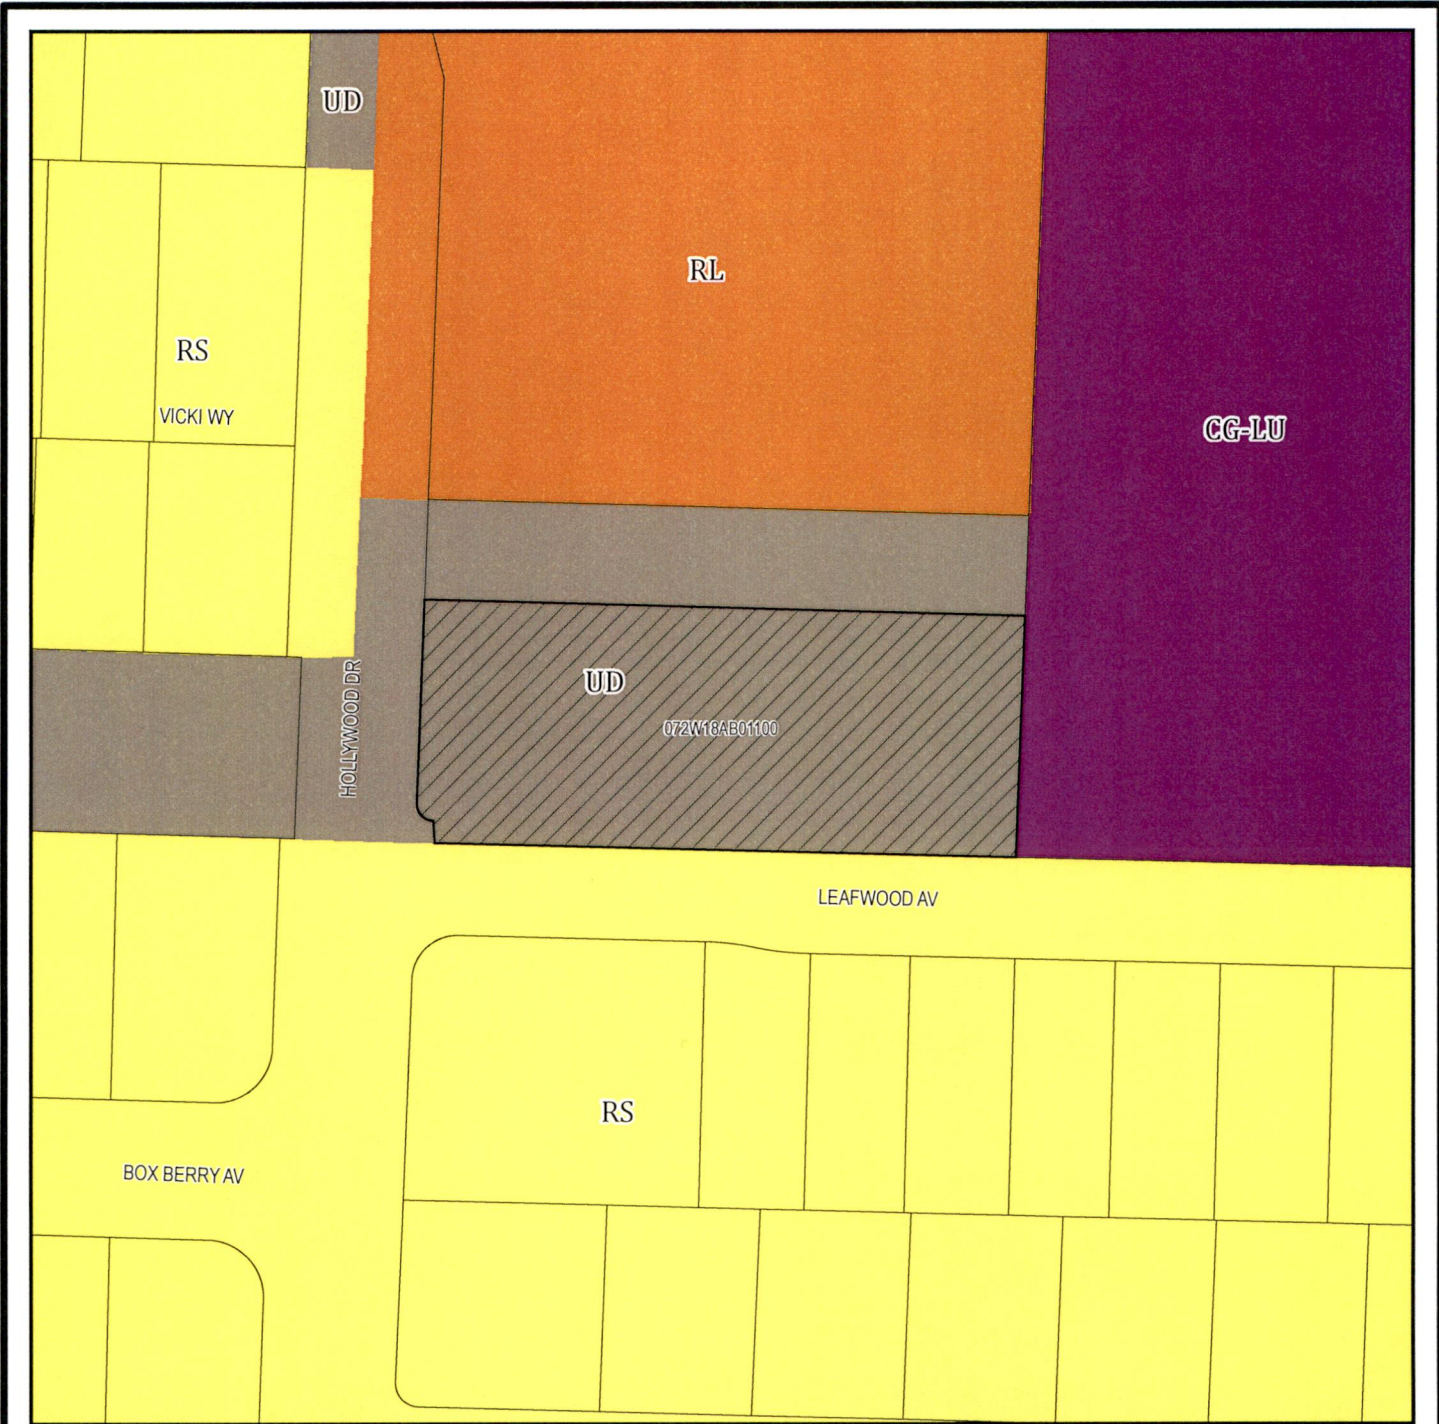 UD
RL
RS
VICKI WY
CG-LU
UD
072W18AB01100
HOLLYWOOD DR
LEAFWOOD AV
RS
BOX BERRY AV